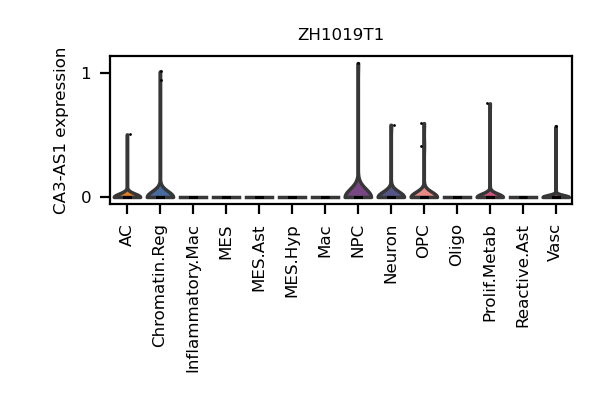 ZH1019T1
CA3-AS1 expression
1
0
AC
Chromatin.Reg
Inflammatory.Mac
MES
MES.Ast
MES.Hyp
Mac
NPC
Neuron
OPC
Oligo
Prolif.Metab
Reactive.Ast
Vasc